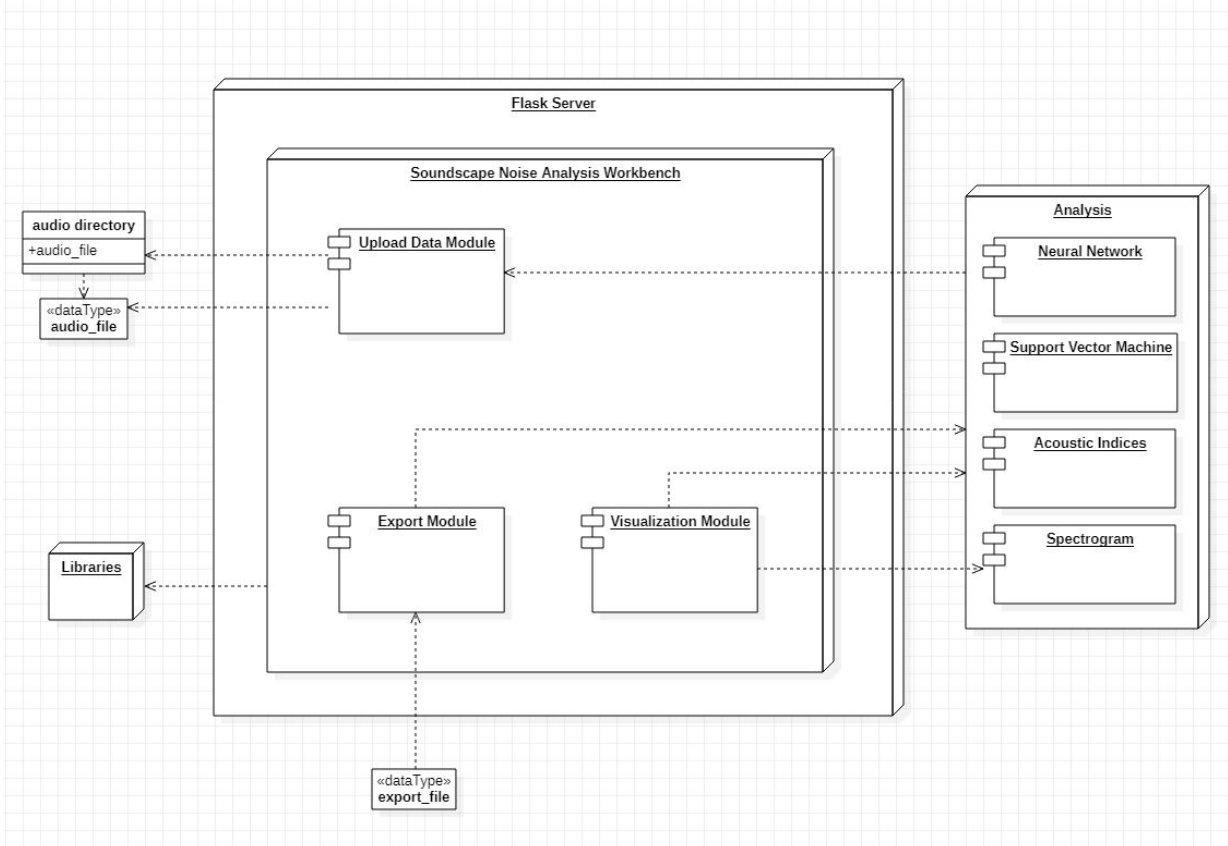 Flask Server
Soundscape Noise Analysis Workbench
audio directory
+audio_file
«dataType»
audio_file
Upload Data Module
Analysis
Neural Network
Support Vector Machine
Acoustic Indices
Spectrogram
Export Module
Visualization Module
Libraries
«dataType»
export_file